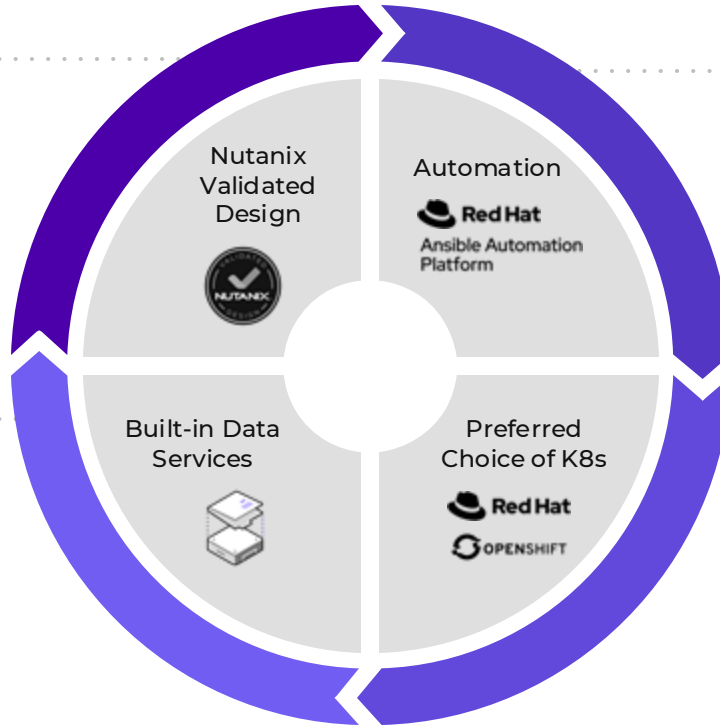 Nutanix
Validated
Design
VALIDATED
NUTANIX
DESIGN
Automation
Red Hat
Ansible Automation
Platform
Built-in Data
Services
Preferred
Choice of K8s
Red Hat
OPENSHIFT